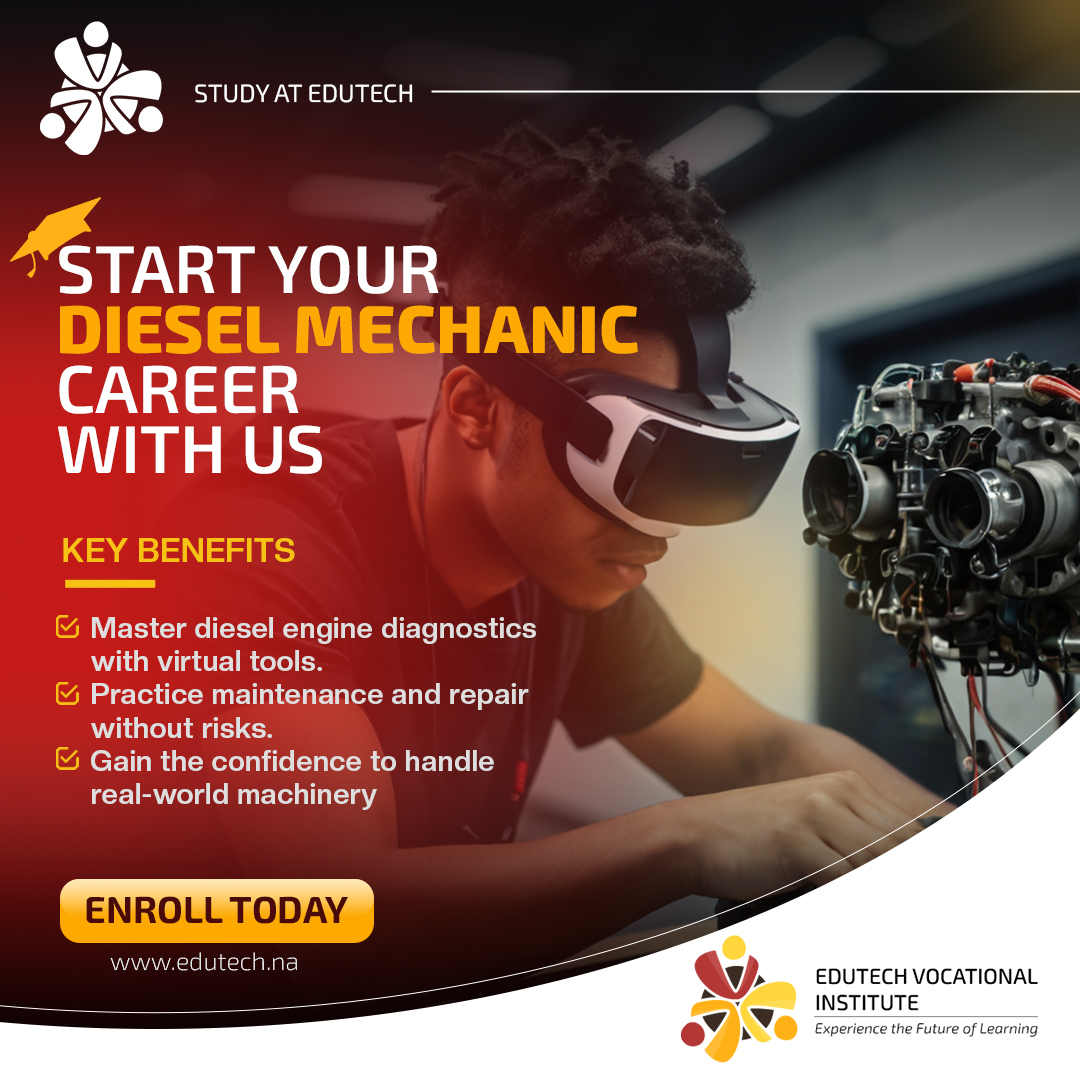 STUDY AT EDUTECH
START YOUR
DIESEL MECHANIC
CAREER
WITH US
KEY BENEFITS
Master diesel engine diagnostics
with virtual tools.
Practice maintenance and repair
without risks.
Gain the confidence to handle
real-world machinery
ENROLL TODAY
www.edutech.na
EDUTECH VOCATIONAL
INSTITUTE
Experience the Future of Learning